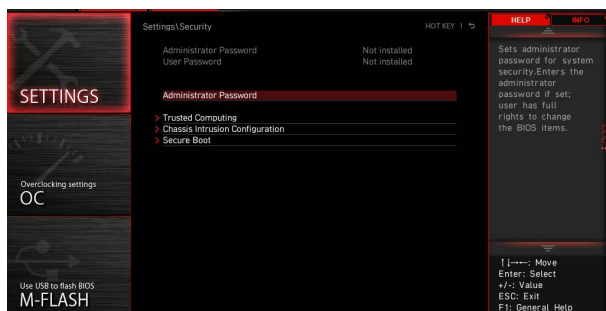 Settings\Security
HOT KEY
HELP
INFO
Administrator Password Not installed
User Password Not installed
Administrator Password
> Trusted Computing
> Chassis Intrusion Configuration
> Secure Boot
SETTINGS
Overclocking settings
OC
Use USB to flash BIOS
M-FLASH
Sets administrator
password for system
security.Enters the
administrator
password if set;
user has full
rights to change
the BIOS items.
↑↓→←: Move
Enter: Select
+/-: Value
ESC: Exit
F1: General Help